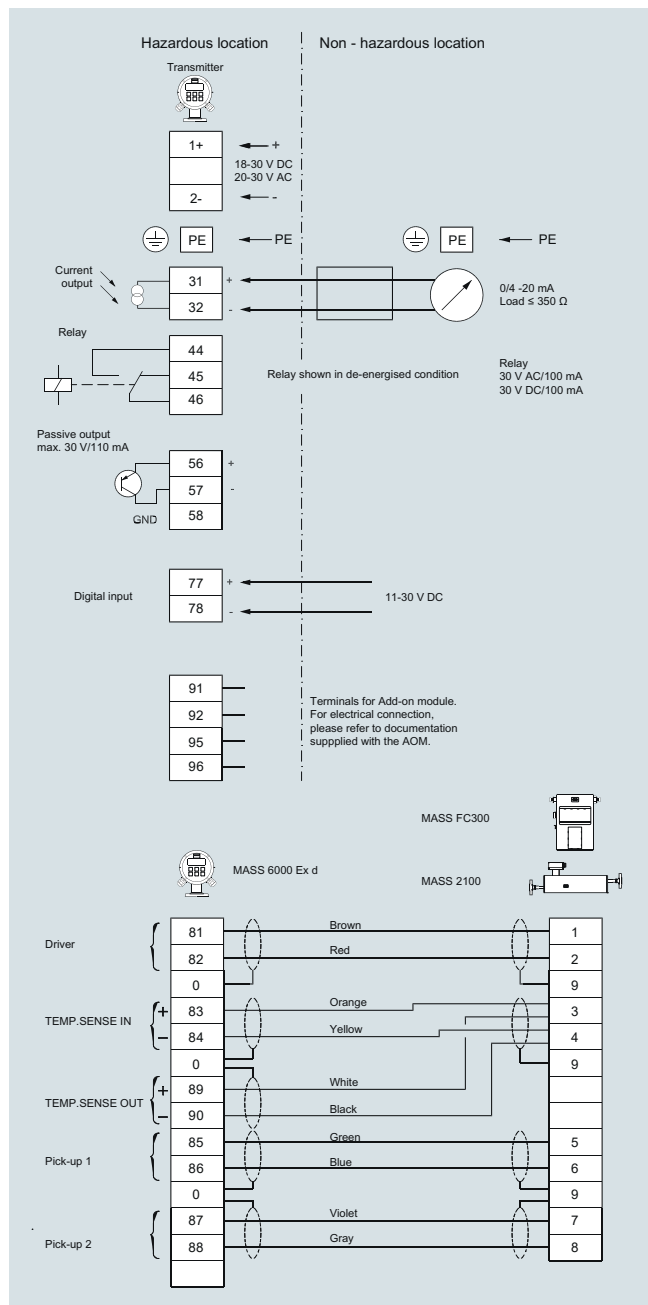 Hazardous location
Non - hazardous location
Transmitter
1+
+
18-30 V DC
20-30 V AC
2-
-
PE
PE
PE
PE
Current
output
31
+
32
-
0/4 -20 mA
Load ≤ 350 Ω
Relay
44
45
46
Relay shown in de-energised condition
Relay
30 V AC/100 mA
30 V DC/100 mA
Passive output
max. 30 V/110 mA
56
+
57
-
GND
58
Digital input
77
+
78
-
11-30 V DC
91
92
95
96
Terminals for Add-on module.
For electrical connection,
please refer to documentation
suppplied with the AOM.
MASS FC300
MASS 6000 Ex d
MASS 2100
Driver
81
Brown
1
82
Red
2
0
9
TEMP.SENSE IN
+
83
Orange
3
–
84
Yellow
4
0
9
TEMP.SENSE OUT
+
89
White
–
90
Black
Pick-up 1
85
Green
5
86
Blue
6
0
9
Pick-up 2
87
Violet
7
88
Gray
8